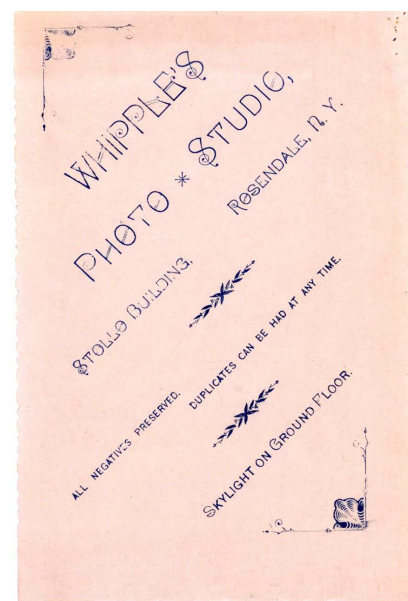 WHIPPLE'S
PHOTO * STUDIO,
STOLLO BUILDING. ROSENDALE, N. Y.
ALL NEGATIVES PRESERVED. DUPLICATES CAN BE HAD AT ANY TIME.
SKYLIGHT ON GROUND FLOOR.